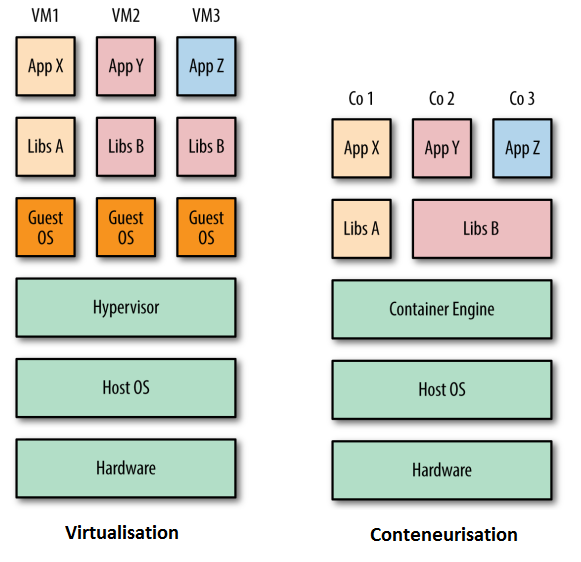 VM1 VM2 VM3
App X App Y App Z
Libs A Libs B Libs B
Guest OS Guest OS Guest OS
Hypervisor
Host OS
Hardware
Virtualisation
Co 1 Co 2 Co 3
App X App Y App Z
Libs A Libs B
Container Engine
Host OS
Hardware
Conteneurisation